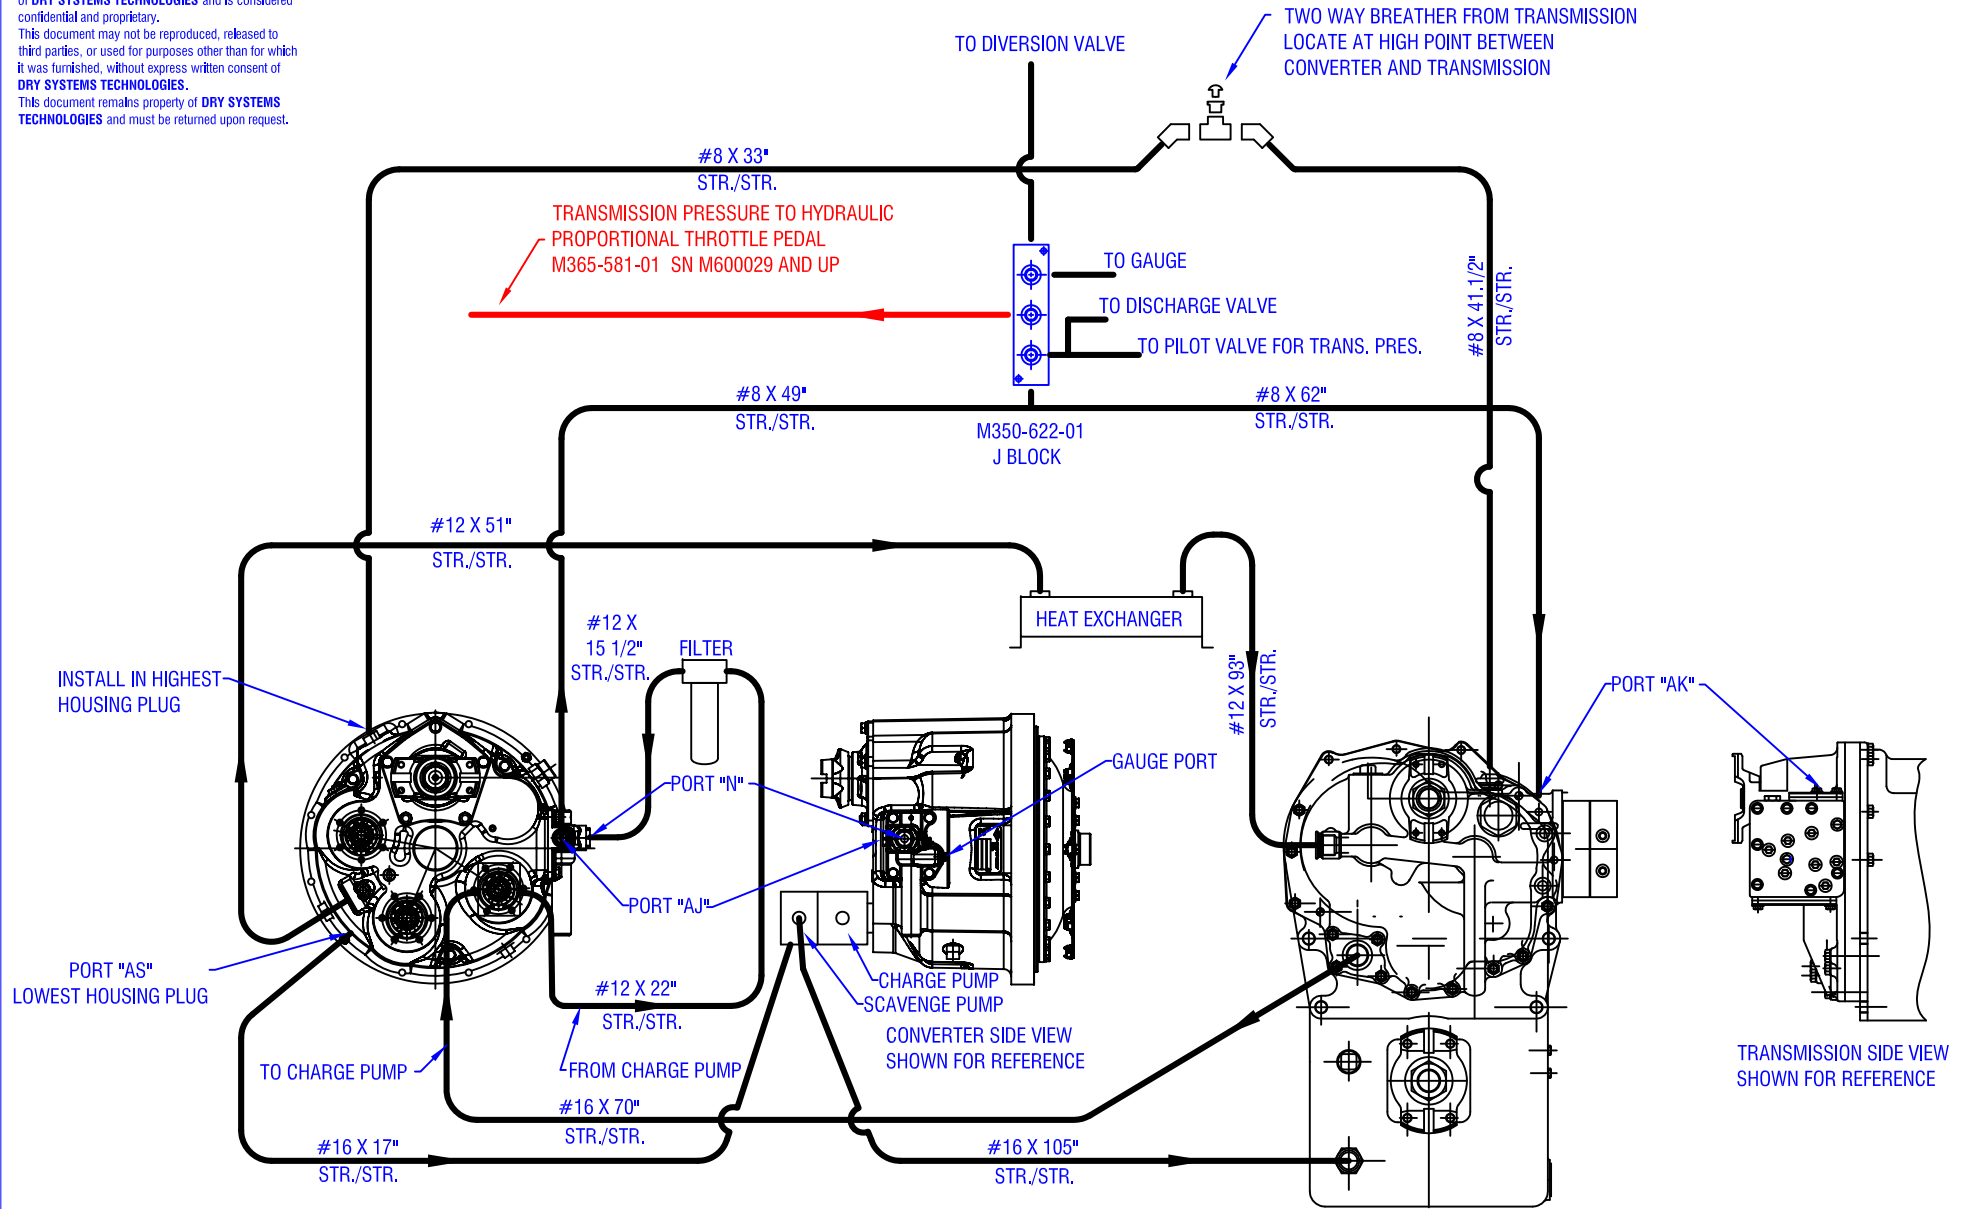 of DRY SYSTEMS TECHNOLOGIES and is considered
confidential and proprietary.
This document may not be reproduced, released to
third parties, or used for purposes other than for which
it was furnished, without express written consent of
DRY SYSTEMS TECHNOLOGIES.
This document remains property of DRY SYSTEMS
TECHNOLOGIES and must be returned upon request.
TO DIVERSION VALVE
TWO WAY BREATHER FROM TRANSMISSION
LOCATE AT HIGH POINT BETWEEN
CONVERTER AND TRANSMISSION
#8 X 33"
STR./STR.
TRANSMISSION PRESSURE TO HYDRAULIC
PROPORTIONAL THROTTLE PEDAL
M365-581-01 SN M600029 AND UP
TO GAUGE
TO DISCHARGE VALVE
TO PILOT VALVE FOR TRANS. PRES.
#8 X 41.1/2"
STR./STR.
#8 X 49"
STR./STR.
#8 X 62"
STR./STR.
M350-622-01
J BLOCK
#12 X 51"
STR./STR.
HEAT EXCHANGER
#12 X
15 1/2"
STR./STR.
FILTER
#12 X 93"
STR./STR.
INSTALL IN HIGHEST
HOUSING PLUG
PORT "AK"
GAUGE PORT
PORT "N"
PORT "AJ"
PORT "AS"
LOWEST HOUSING PLUG
CHARGE PUMP
SCAVENGE PUMP
#12 X 22"
STR./STR.
CONVERTER SIDE VIEW
SHOWN FOR REFERENCE
TRANSMISSION SIDE VIEW
SHOWN FOR REFERENCE
TO CHARGE PUMP
FROM CHARGE PUMP
#16 X 70"
STR./STR.
#16 X 17"
STR./STR.
#16 X 105"
STR./STR.